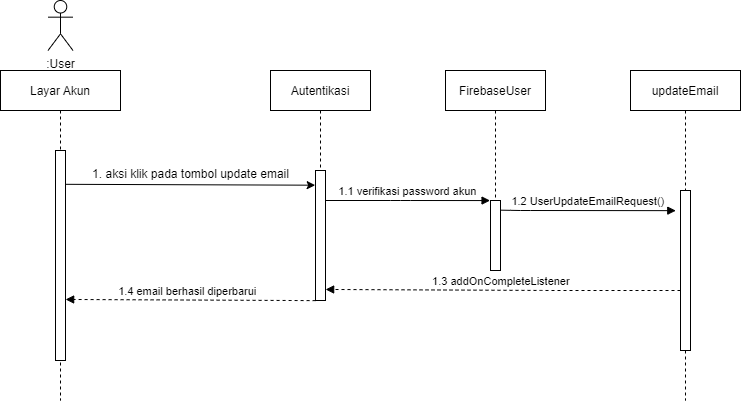 :User
Layar Akun
Autentikasi
FirebaseUser
updateEmail
1. aksi klik pada tombol update email
1.1 verifikasi password akun
1.2 UserUpdateEmailRequest()
1.3 addOnCompleteListener
1.4 email berhasil diperbarui